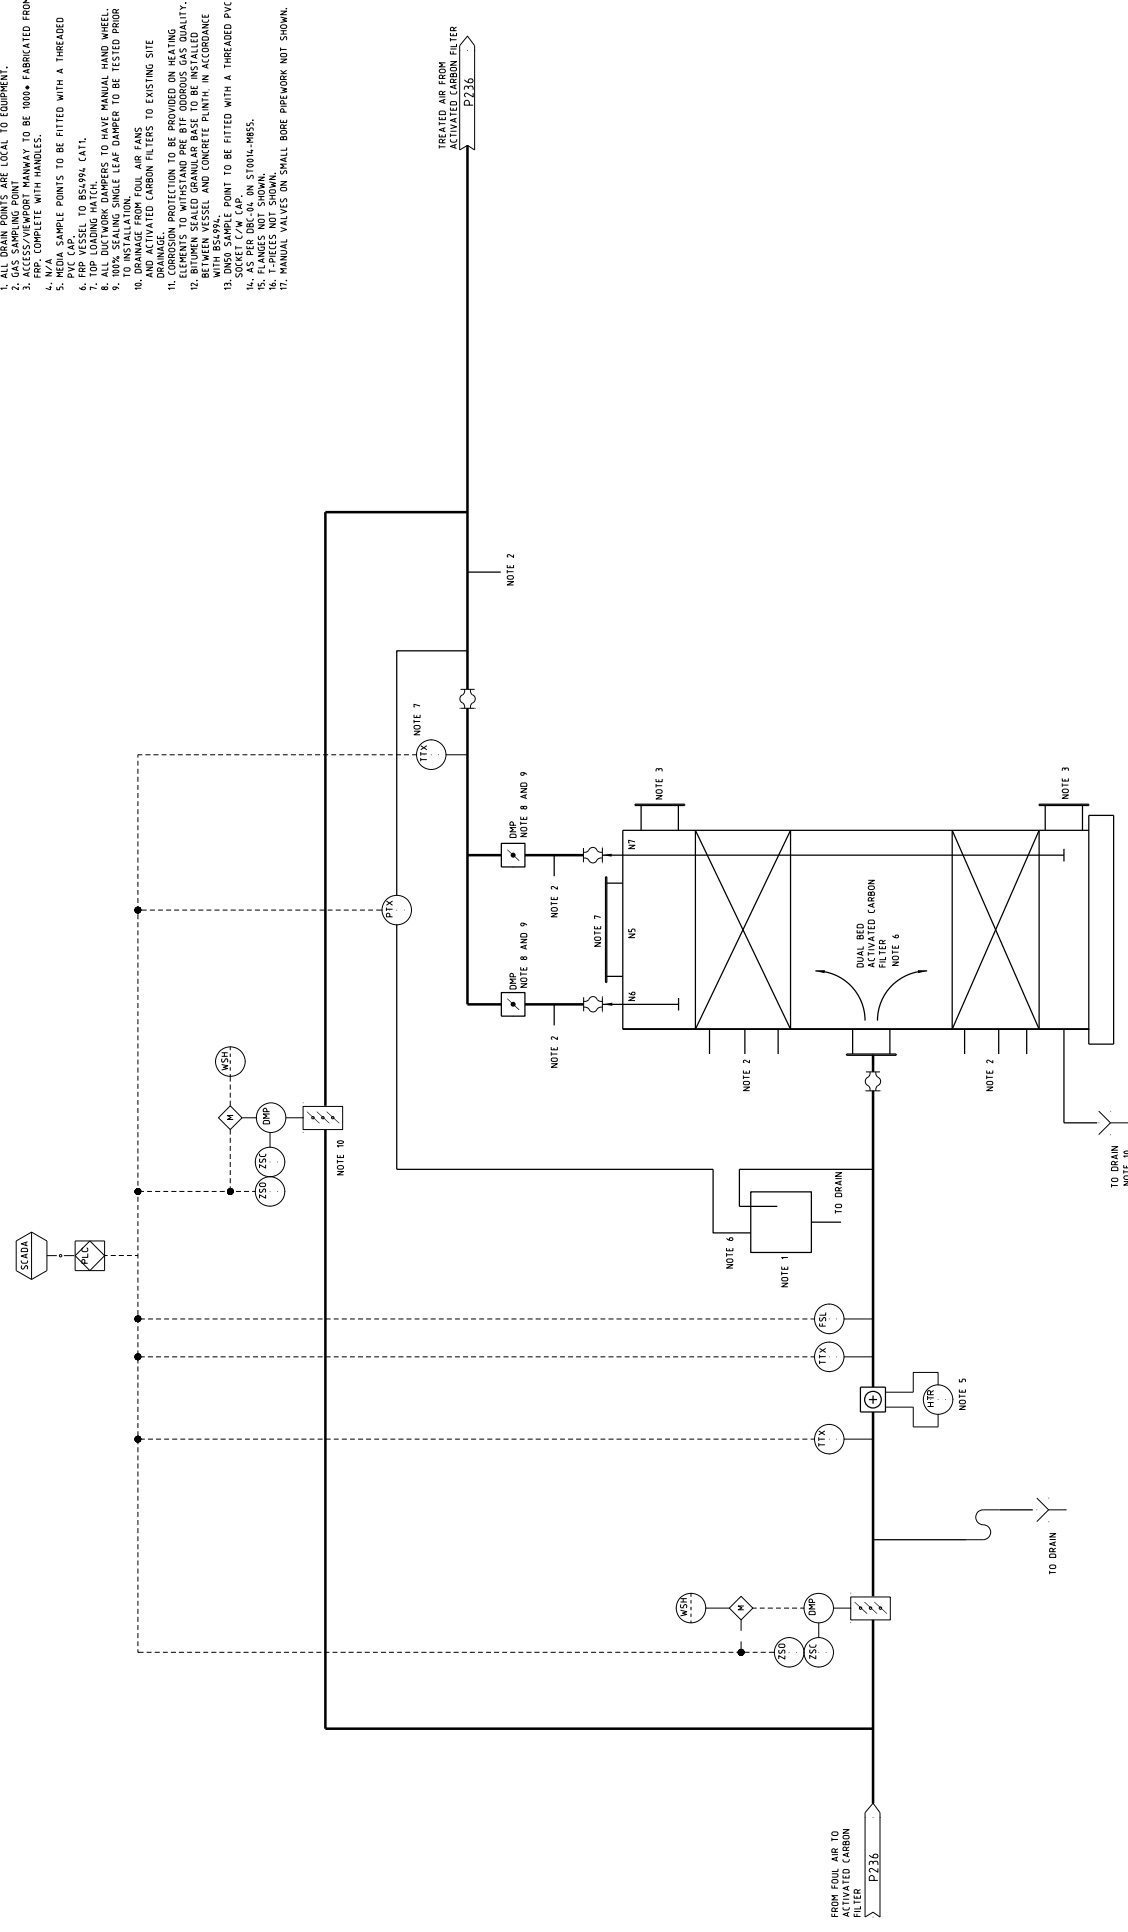 1. ALL DRAIN POINTS ARE LOCAL TO EQUIPMENT.
2. GAS SAMPLING POINT
3. ACCESS/VIEWPORT MANWAY TO BE 1000⌀ FABRICATED FROM
FRP, COMPLETE WITH HANDLES.
4. N/A
5. MEDIA SAMPLE POINTS TO BE FITTED WITH A THREADED
PVC CAP.
6. FRP VESSEL TO BS4994 CAT1.
7. TOP LOADING HATCH.
8. ALL DUCTWORK DAMPERS TO HAVE MANUAL HAND WHEEL.
9. 100% SEALING SINGLE LEAF DAMPER TO BE TESTED PRIOR
TO INSTALLATION.
10. DRAINAGE FROM FOUL AIR FANS
AND ACTIVATED CARBON FILTERS TO EXISTING SITE
DRAINAGE.
11. CORROSION PROTECTION TO BE PROVIDED ON HEATING
ELEMENTS TO WITHSTAND PRE BTF ODOROUS GAS QUALITY.
12. BITUMEN SEALED GRANULAR BASE TO BE INSTALLED
BETWEEN VESSEL AND CONCRETE PLINTH, IN ACCORDANCE
WITH BS4994.
13. DN50 SAMPLE POINT TO BE FITTED WITH A THREADED PVC
SOCKET C/W CAP.
14. AS PER DBC-04 ON ST0014-M855.
15. FLANGES NOT SHOWN.
16. T-PIECES NOT SHOWN.
17. MANUAL VALVES ON SMALL BORE PIPEWORK NOT SHOWN.
SCADA
PLC
WSH
M
DMP
ZSC
ZSO
NOTE 10
TREATED AIR FROM
ACTIVATED CARBON FILTER
P236
NOTE 2
TTX
NOTE 7
PTX
DMP
NOTE 8 AND 9
NOTE 2
DMP
NOTE 8 AND 9
NOTE 2
N7
NOTE 7
N5
N6
NOTE 3
NOTE 3
DUAL BED
ACTIVATED CARBON
FILTER
NOTE 6
NOTE 2
NOTE 2
TO DRAIN
NOTE 10
NOTE 6
NOTE 1
TO DRAIN
FSL
TTX
HTR
NOTE 5
TTX
TO DRAIN
WSH
M
DMP
ZSO
ZSC
FROM FOUL AIR TO
ACTIVATED CARBON
FILTER
P236